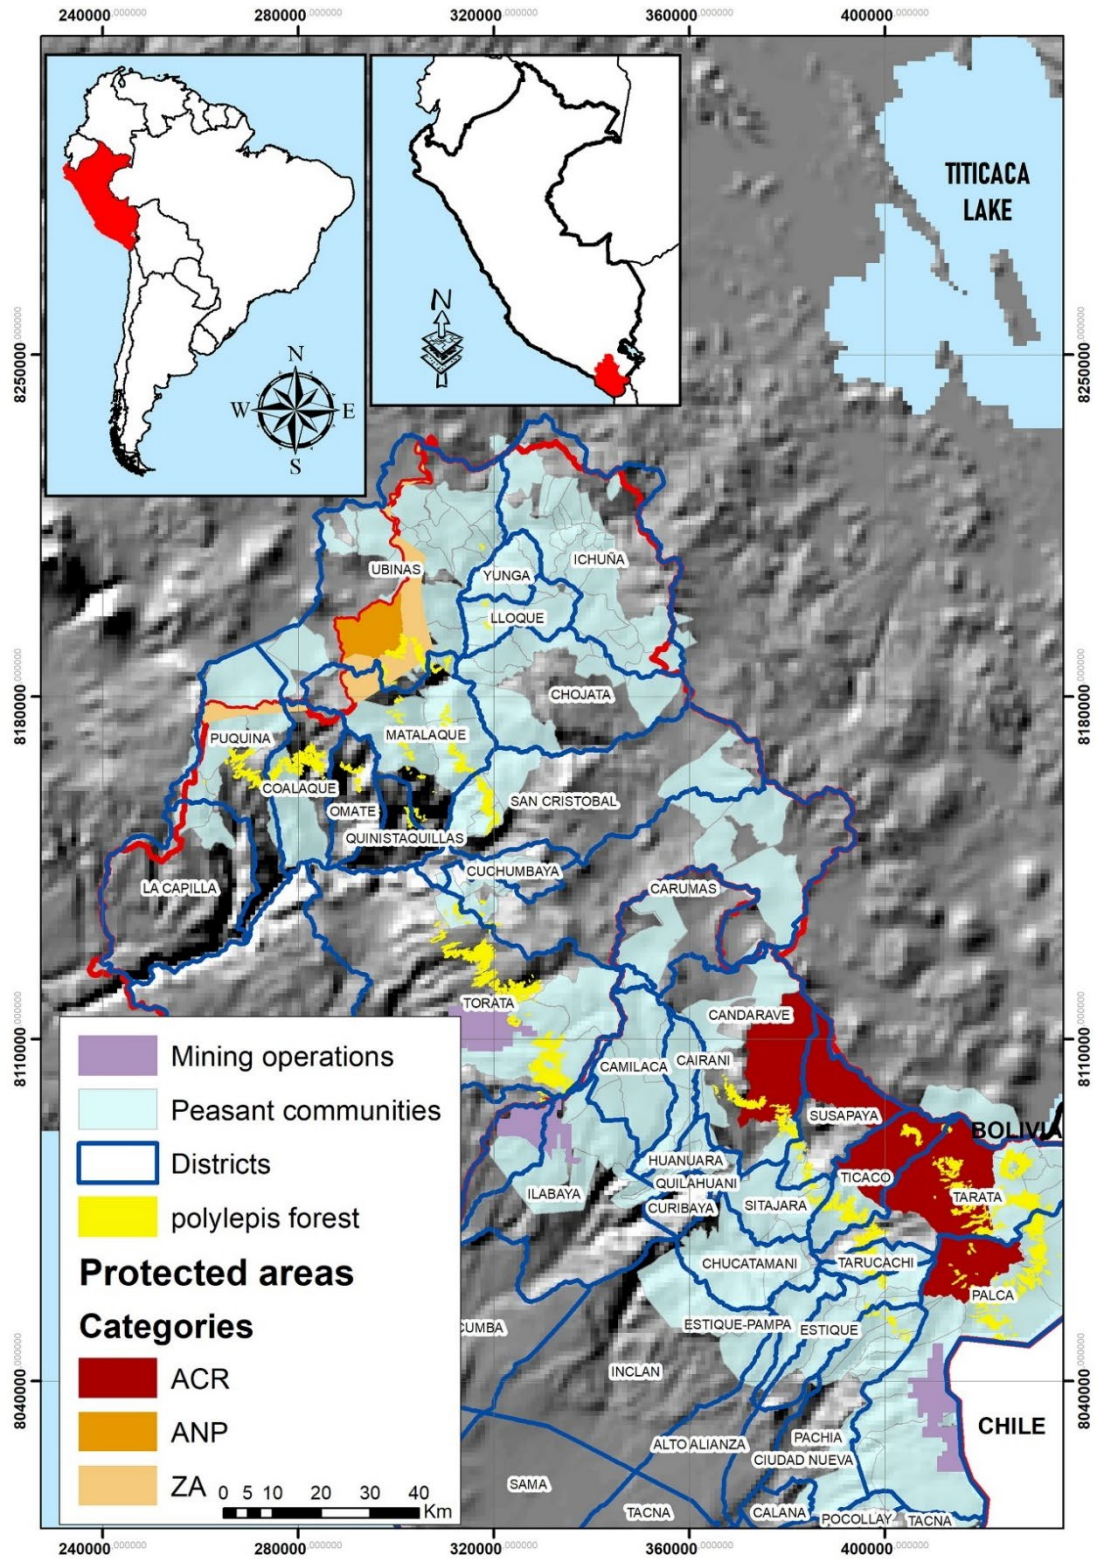 240000,000000
280000,000000
320000,000000
360000,000000
400000,000000
N
W
E
S
N
TITICACA
LAKE
8250000,000000
8250000,000000
UBINAS
YUNGA
ICHUÑA
LLOQUE
CHOJATA
8180000,000000
8180000,000000
PUQUINA
MATALAQUE
COALAQUE
OMATE
SAN CRISTOBAL
QUINISTAQUILLAS
LA CAPILLA
CUCHUMBAYA
CARUMAS
TORATA
CANDARAVE
8110000,000000
8110000,000000
CAMILACA
CAIRANI
SUSAPAYA
BOLIVIA
HUANUARA
QUILAHUANI
TICACO
TARATA
ILABAYA
CURIBAYA
SITAJARA
CHUCATAMANI
TARUCACHI
PALCA
CUMBA
ESTIQUE-PAMPA
ESTIQUE
INCLAN
8040000,000000
8040000,000000
CHILE
ALTO ALIANZA
PACHIA
CIUDAD NUEVA
SAMA
TACNA
CALANA
POCOLLAY
TACNA
Mining operations
Peasant communities
Districts
polylepis forest
Protected areas
Categories
ACR
ANP
ZA
0 5 10 20 30 40
Km
240000,000000
280000,000000
320000,000000
360000,000000
400000,000000